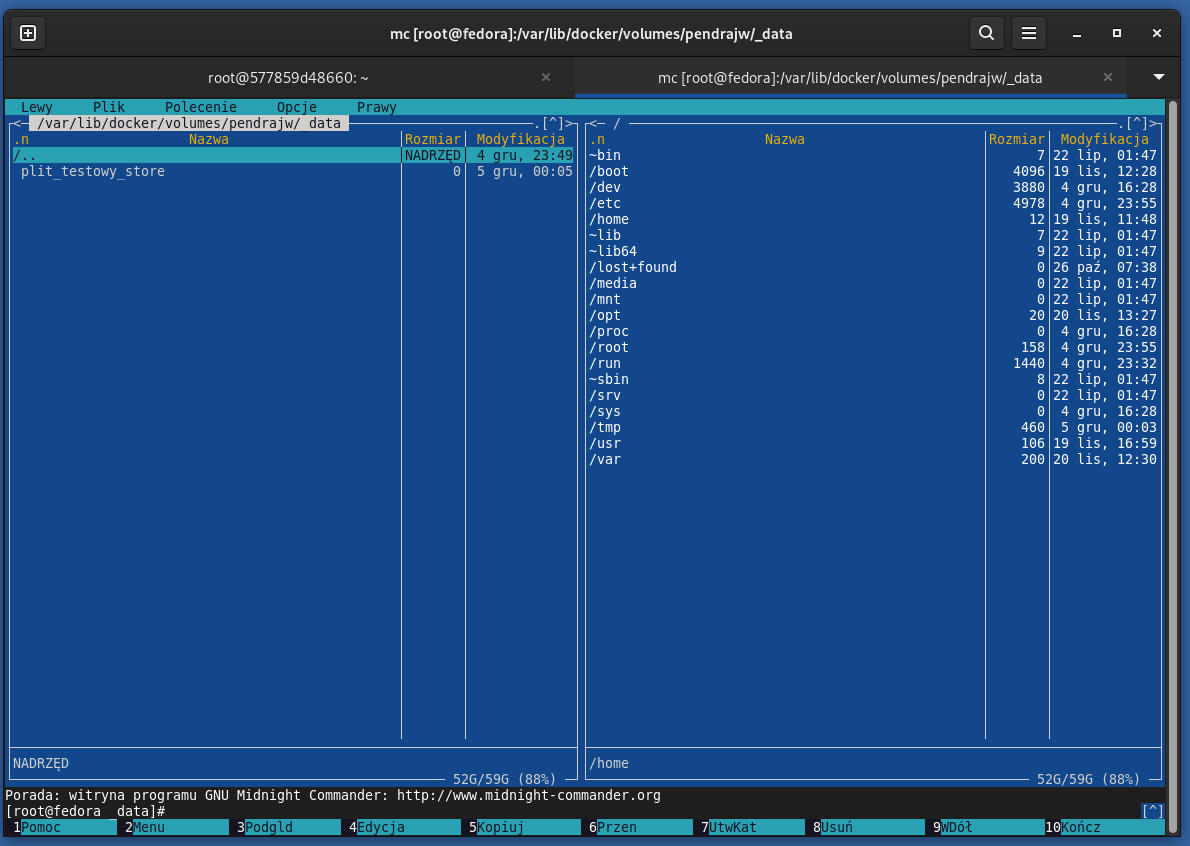 mc [root@fedora]:/var/lib/docker/volumes/pendrajw/_data
root@577859d48660: ~ mc [root@fedora]:/var/lib/docker/volumes/pendrajw/_data
Lewy Plik Polecenie Opcje Prawy
<─ /var/lib/docker/volumes/pendrajw/_data .[^]> <─ / .[^]>
.n Nazwa Rozmiar Modyfikacja .n Nazwa Rozmiar Modyfikacja
/.. NADRZĘD 4 gru, 23:49 ~bin 7 22 lip, 01:47
plit_testowy_store 0 5 gru, 00:05 /boot 4096 19 lis, 12:28
/dev 3880 4 gru, 16:28
/etc 4978 4 gru, 23:55
/home 12 19 lis, 11:48
~lib 7 22 lip, 01:47
~lib64 9 22 lip, 01:47
/lost+found 0 26 paź, 07:38
/media 0 22 lip, 01:47
/mnt 0 22 lip, 01:47
/opt 20 20 lis, 13:27
/proc 0 4 gru, 16:28
/root 158 4 gru, 23:55
/run 1440 4 gru, 23:32
~sbin 8 22 lip, 01:47
/srv 0 22 lip, 01:47
/sys 0 4 gru, 16:28
/tmp 460 5 gru, 00:03
/usr 106 19 lis, 16:59
/var 200 20 lis, 12:30
NADRZĘD /home
52G/59G (88%) 52G/59G (88%)
Porada: witryna programu GNU Midnight Commander: http://www.midnight-commander.org
[root@fedora _data]# [^]
1Pomoc 2Menu 3Podgld 4Edycja 5Kopiuj 6Przen 7UtwKat 8Usuń 9WDół 10Kończ